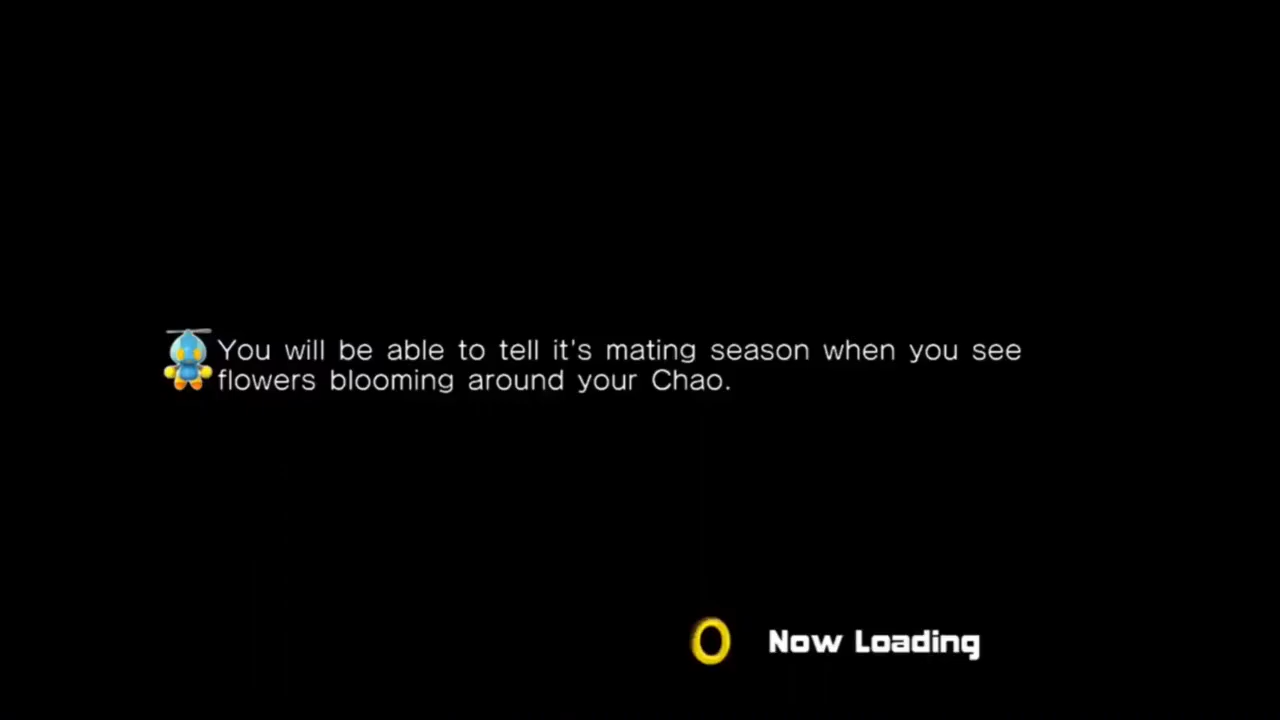 You will be able to tell it's mating season when you see
flowers blooming around your Chao.
Now Loading